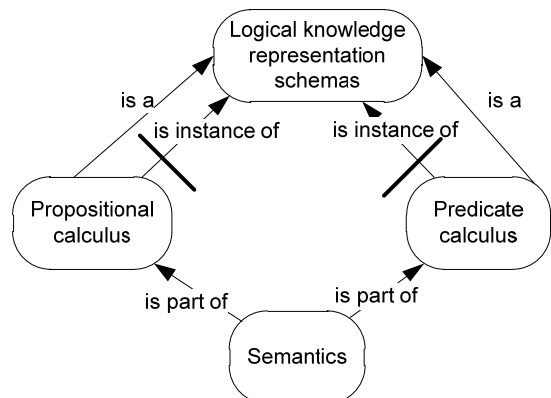 Logical knowledge
representation
schemas
is a
is a
is instance of
is instance of
Propositional
calculus
Predicate
calculus
is part of
is part of
Semantics